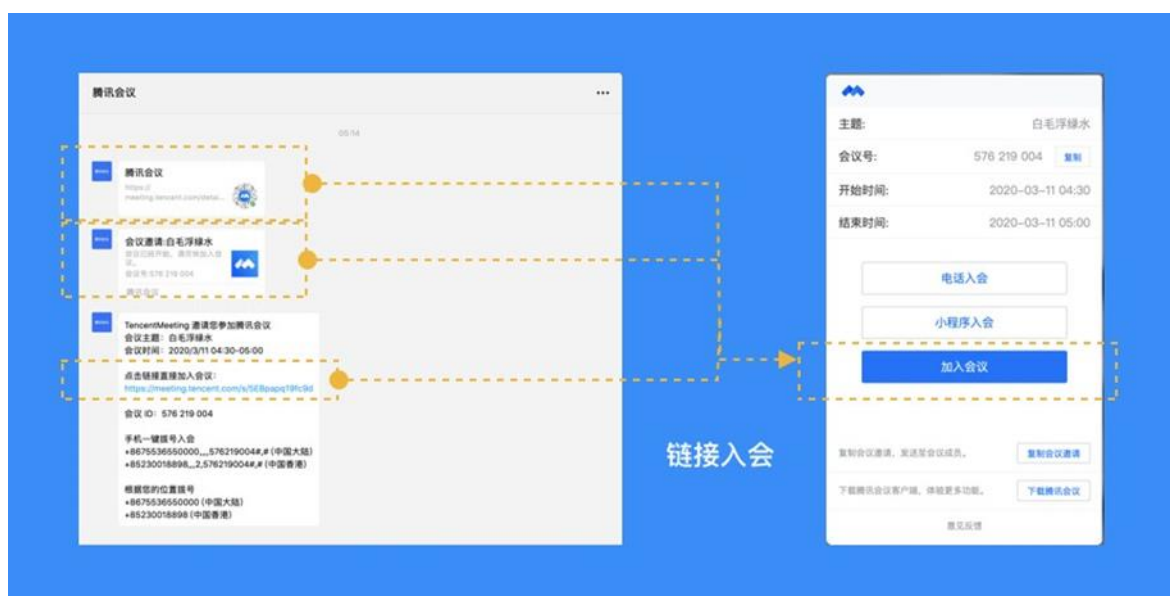 腾讯会议
05:14
腾讯会议
https://
meeting.tencent.com/detai...
会议邀请:白毛浮绿水
会议号:576 219 004
腾讯会议
TencentMeeting 邀请您参加腾讯会议
会议主题：白毛浮绿水
会议时间：2020/3/11 04:30-05:00
点击链接直接加入会议：
https://meeting.tencent.com/s/5EBpapq19fc9d
会议 ID：576 219 004
手机一键拨号入会
+8675536550000,,,,576219004#,# (中国大陆)
+85230018898,,,2,576219004#,# (中国香港)
根据您的位置拨号
+8675536550000 (中国大陆)
+85230018898 (中国香港)
链接入会
主题:
白毛浮绿水
会议号:
576 219 004
复制
开始时间:
2020-03-11 04:30
结束时间:
2020-03-11 05:00
电话入会
小程序入会
加入会议
复制会议邀请，发送至会议成员。
复制会议邀请
下载腾讯会议客户端，体验更多功能。
下载腾讯会议
意见反馈